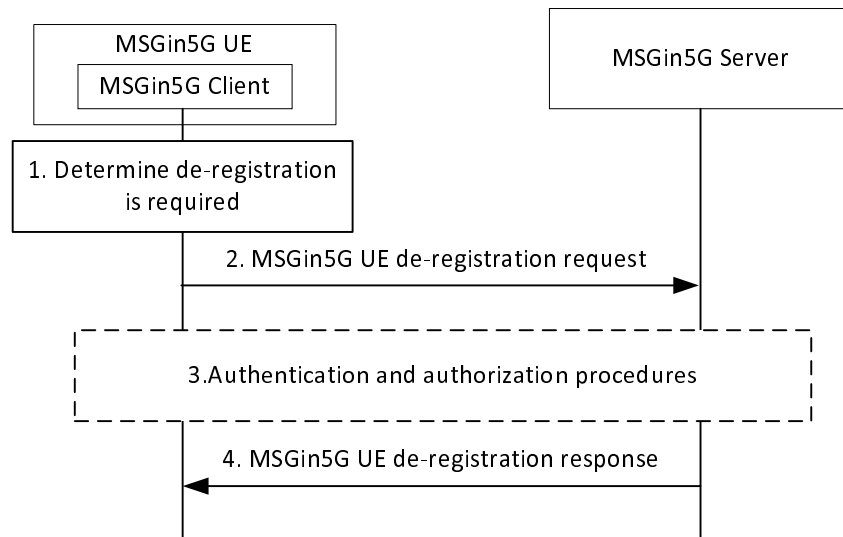 MSGin5G UE
MSGin5G Client
MSGin5G Server
1. Determine de-registration
is required
2. MSGin5G UE de-registration request
3.Authentication and authorization procedures
4. MSGin5G UE de-registration response